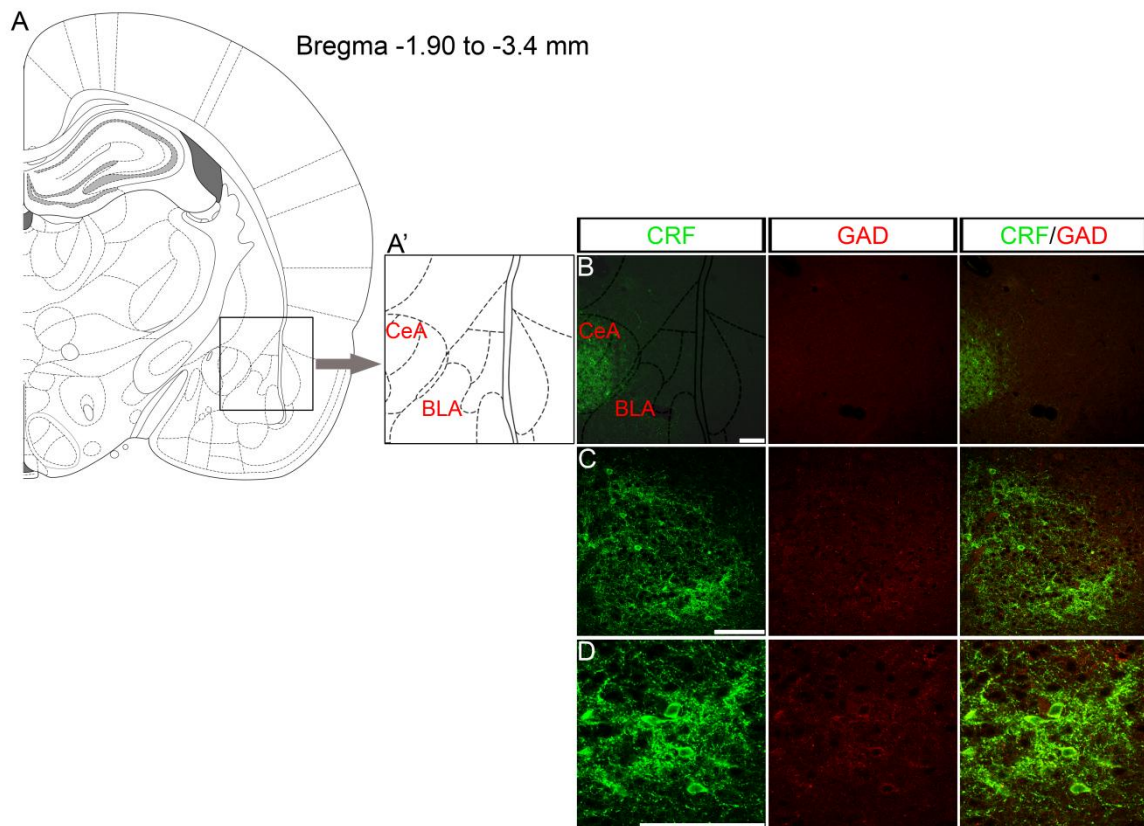 A
Bregma -1.90 to -3.4 mm
A'
CRF
GAD
CRF/GAD
CeA
BLA
B
CeA
BLA
C
D